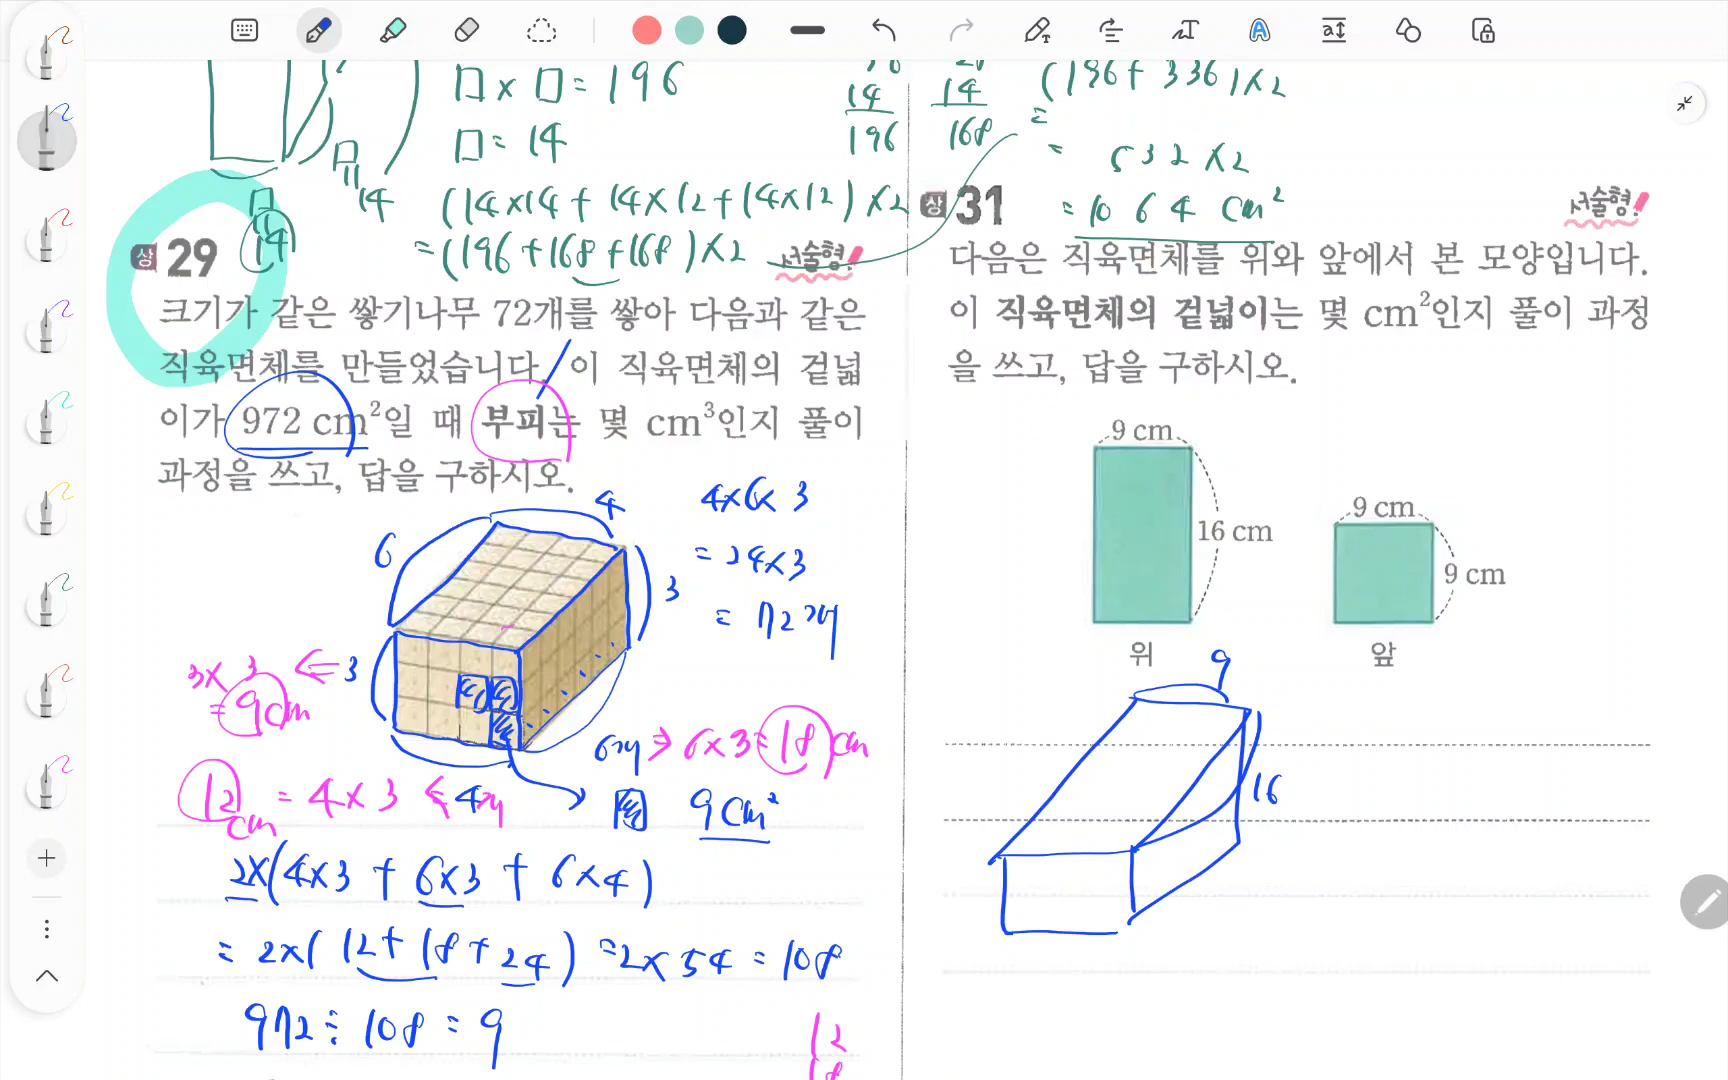 □ × □ = 196
□ = 14
14
196
14
168
(196 + 336) × 2
=
= 532 × 2
= 1064 cm²
□
14
□
14
(14×14 + 14×12 + 14×12) × 2
= (196 + 168 + 168) × 2
상 29
서술형!
크기가 같은 쌓기나무 72개를 쌓아 다음과 같은
직육면체를 만들었습니다. 이 직육면체의 겉넓
이가 972 cm²일 때 부피는 몇 cm³인지 풀이
과정을 쓰고, 답을 구하시오.
4
6
3
4×6×3
= 24×3
= 72개
3×3
= 9cm
← 3
6개 → 6×3 = 18 cm
12 cm = 4×3 ← 4개
9cm²
2×(4×3 + 6×3 + 6×4)
= 2×(12 + 18 + 24) = 2×54 = 108
972 ÷ 108 = 9
12
18
상 31
서술형!
다음은 직육면체를 위와 앞에서 본 모양입니다.
이 직육면체의 겉넓이는 몇 cm²인지 풀이 과정
을 쓰고, 답을 구하시오.
9 cm
16 cm
위
9 cm
9 cm
앞
9
16